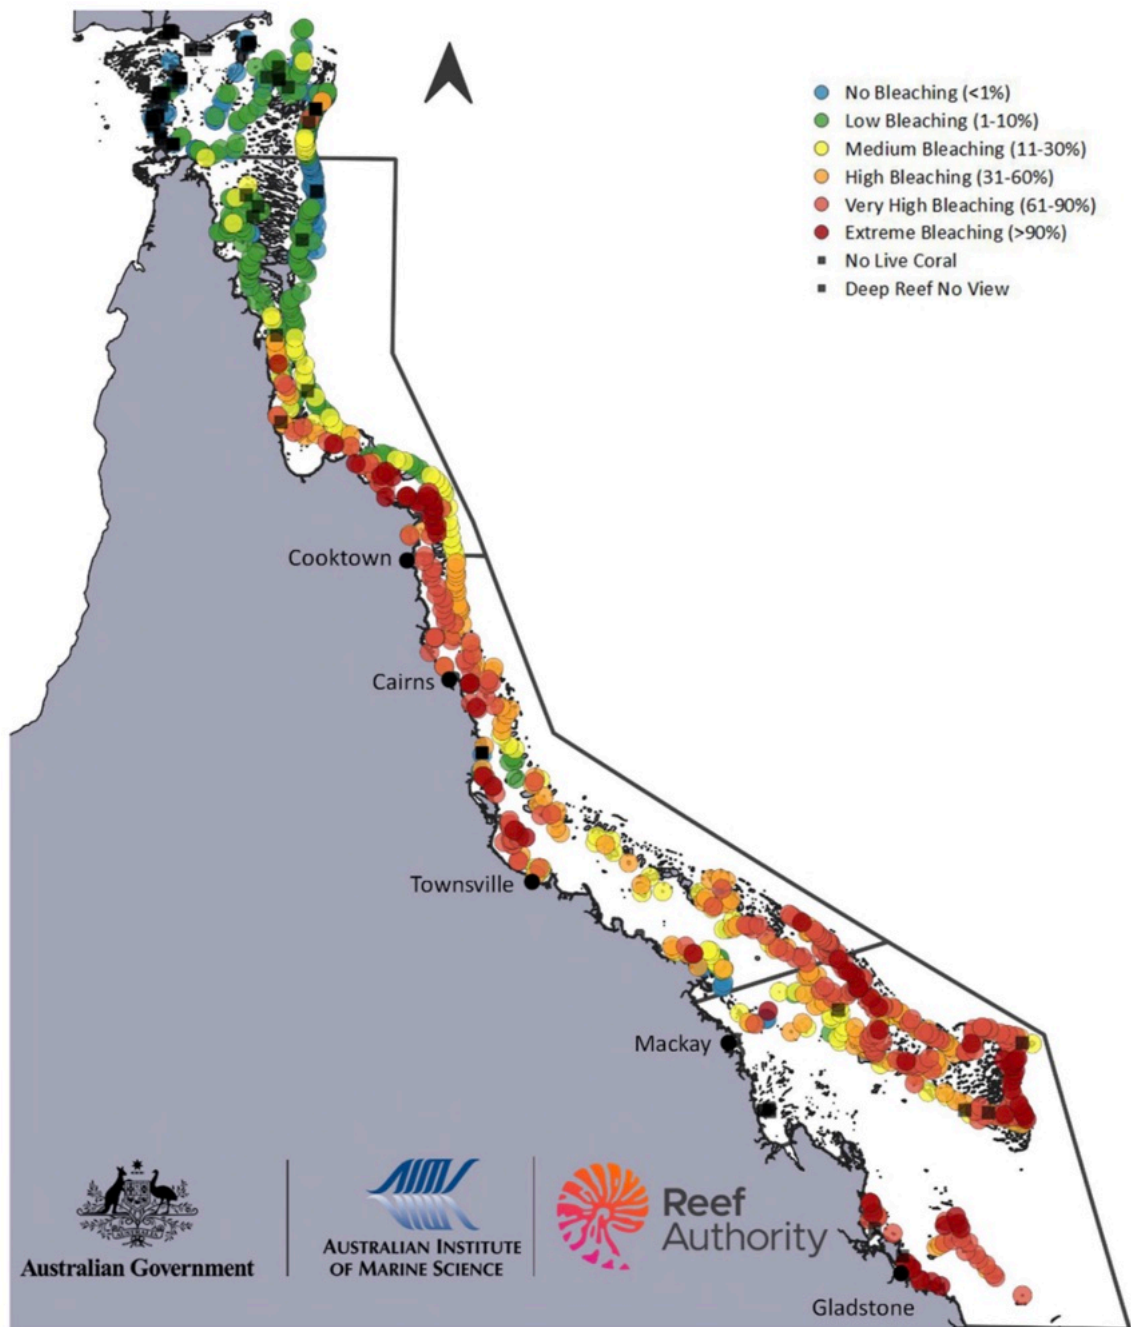 No Bleaching (<1%)
Low Bleaching (1-10%)
Medium Bleaching (11-30%)
High Bleaching (31-60%)
Very High Bleaching (61-90%)
Extreme Bleaching (>90%)
No Live Coral
Deep Reef No View
Cooktown
Cairns
Townsville
Mackay
Gladstone
Australian Government
AIMS
AUSTRALIAN INSTITUTE
OF MARINE SCIENCE
Reef
Authority